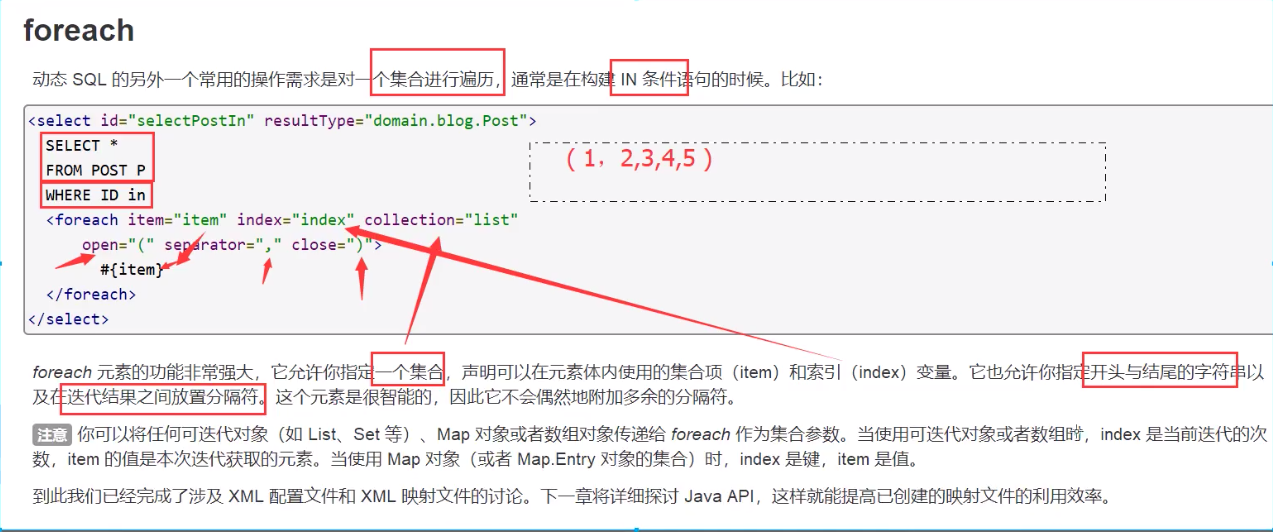 foreach
动态 SQL 的另外一个常用的操作需求是对一个集合进行遍历，通常是在构建 IN 条件语句的时候。比如：
<select id="selectPostIn" resultType="domain.blog.Post">
SELECT *
（1，2,3,4,5）
FROM POST P
WHERE ID in
<foreach item="item" index="index" collection="list"
open="(" separator="," close=")">
#{item}
</foreach>
</select>
foreach 元素的功能非常强大，它允许你指定一个集合，声明可以在元素体内使用的集合项（item）和索引（index）变量。它也允许你指定开头与结尾的字符串以
及在迭代结果之间放置分隔符。这个元素是很智能的，因此它不会偶然地附加多余的分隔符。
注意 你可以将任何可迭代对象（如 List、Set 等）、Map 对象或者数组对象传递给 foreach 作为集合参数。当使用可迭代对象或者数组时，index 是当前迭代的次
数，item 的值是本次迭代获取的元素。当使用 Map 对象（或者 Map.Entry 对象的集合）时，index 是键，item 是值。
到此我们已经完成了涉及 XML 配置文件和 XML 映射文件的讨论。下一章将详细探讨 Java API，这样就能提高已创建的映射文件的利用效率。